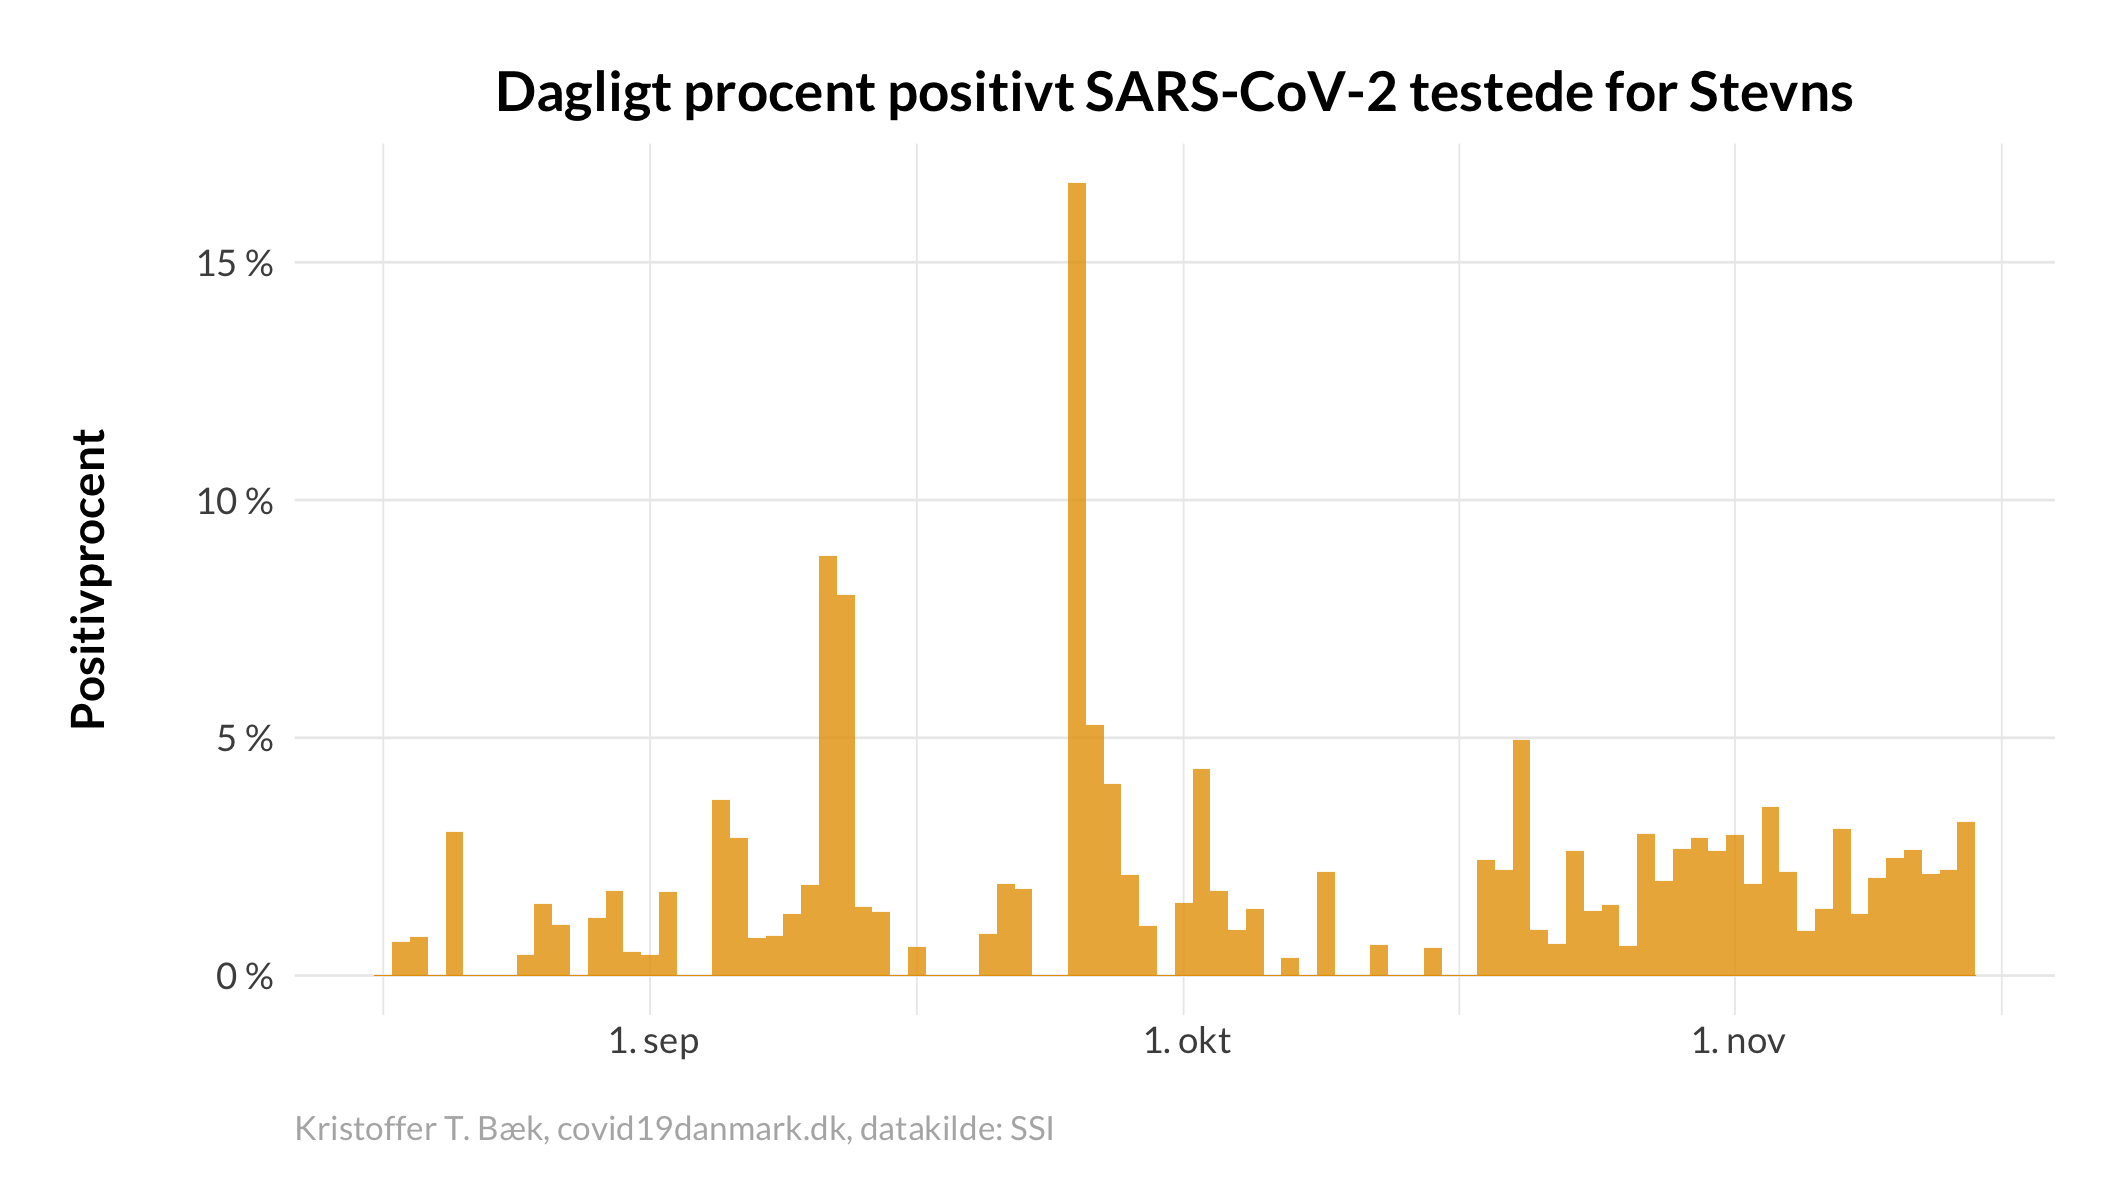 Dagligt procent positivt SARS-CoV-2 testede for Stevns
Positivprocent
15 %
10 %
5 %
0 %
1. sep
1. okt
1. nov
Kristoffer T. Bæk, covid19danmark.dk, datakilde: SSI